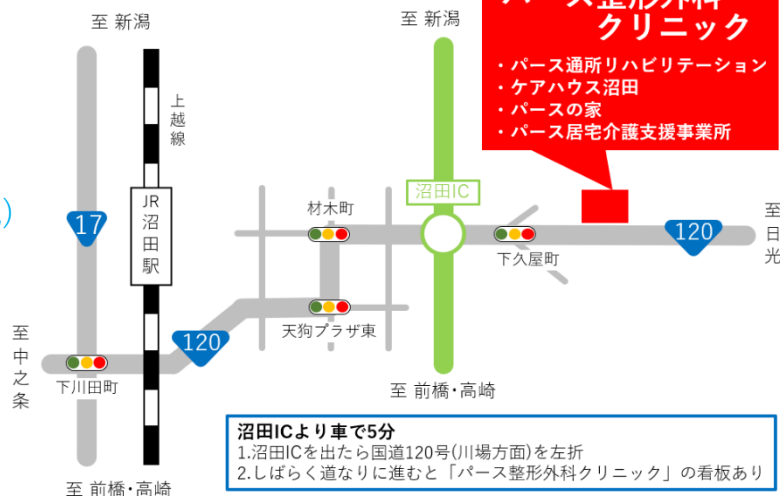 至 新潟
至 新潟
パース整形外科
クリニック
・パース通所リハビリテーション
・ケアハウス沼田
・パースの家
・パース居宅介護支援事業所
上越線
沼田IC
JR沼田駅
17
材木町
下久屋町
120
至日光
天狗プラザ東
120
至中之条
下川田町
至 前橋・高崎
沼田ICより車で5分
1.沼田ICを出たら国道120号(川場方面)を左折
2.しばらく道なりに進むと「パース整形外科クリニック」の看板あり
至 前橋・高崎